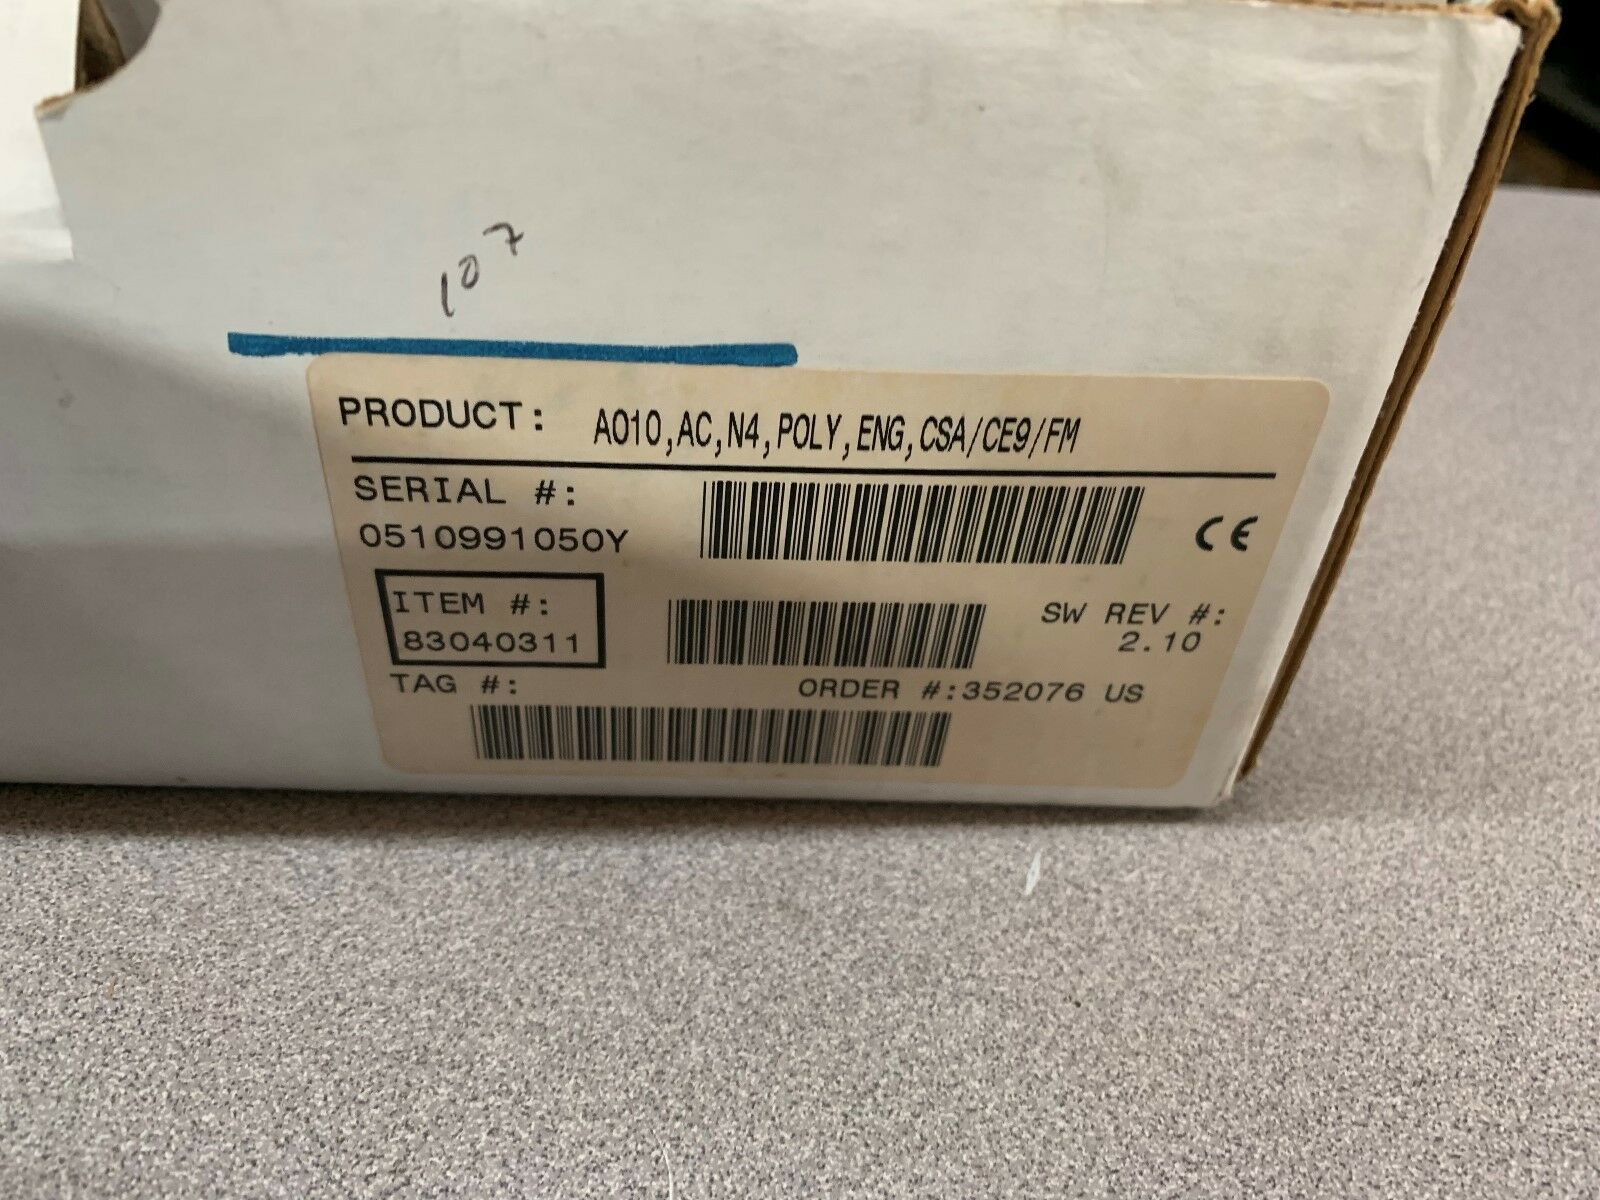 107
PRODUCT: A010,AC,N4,POLY,ENG,CSA/CE9/FM
SERIAL #:
0510991050Y
CE
ITEM #:
83040311
SW REV #:
2.10
TAG #:
ORDER #:352076 US